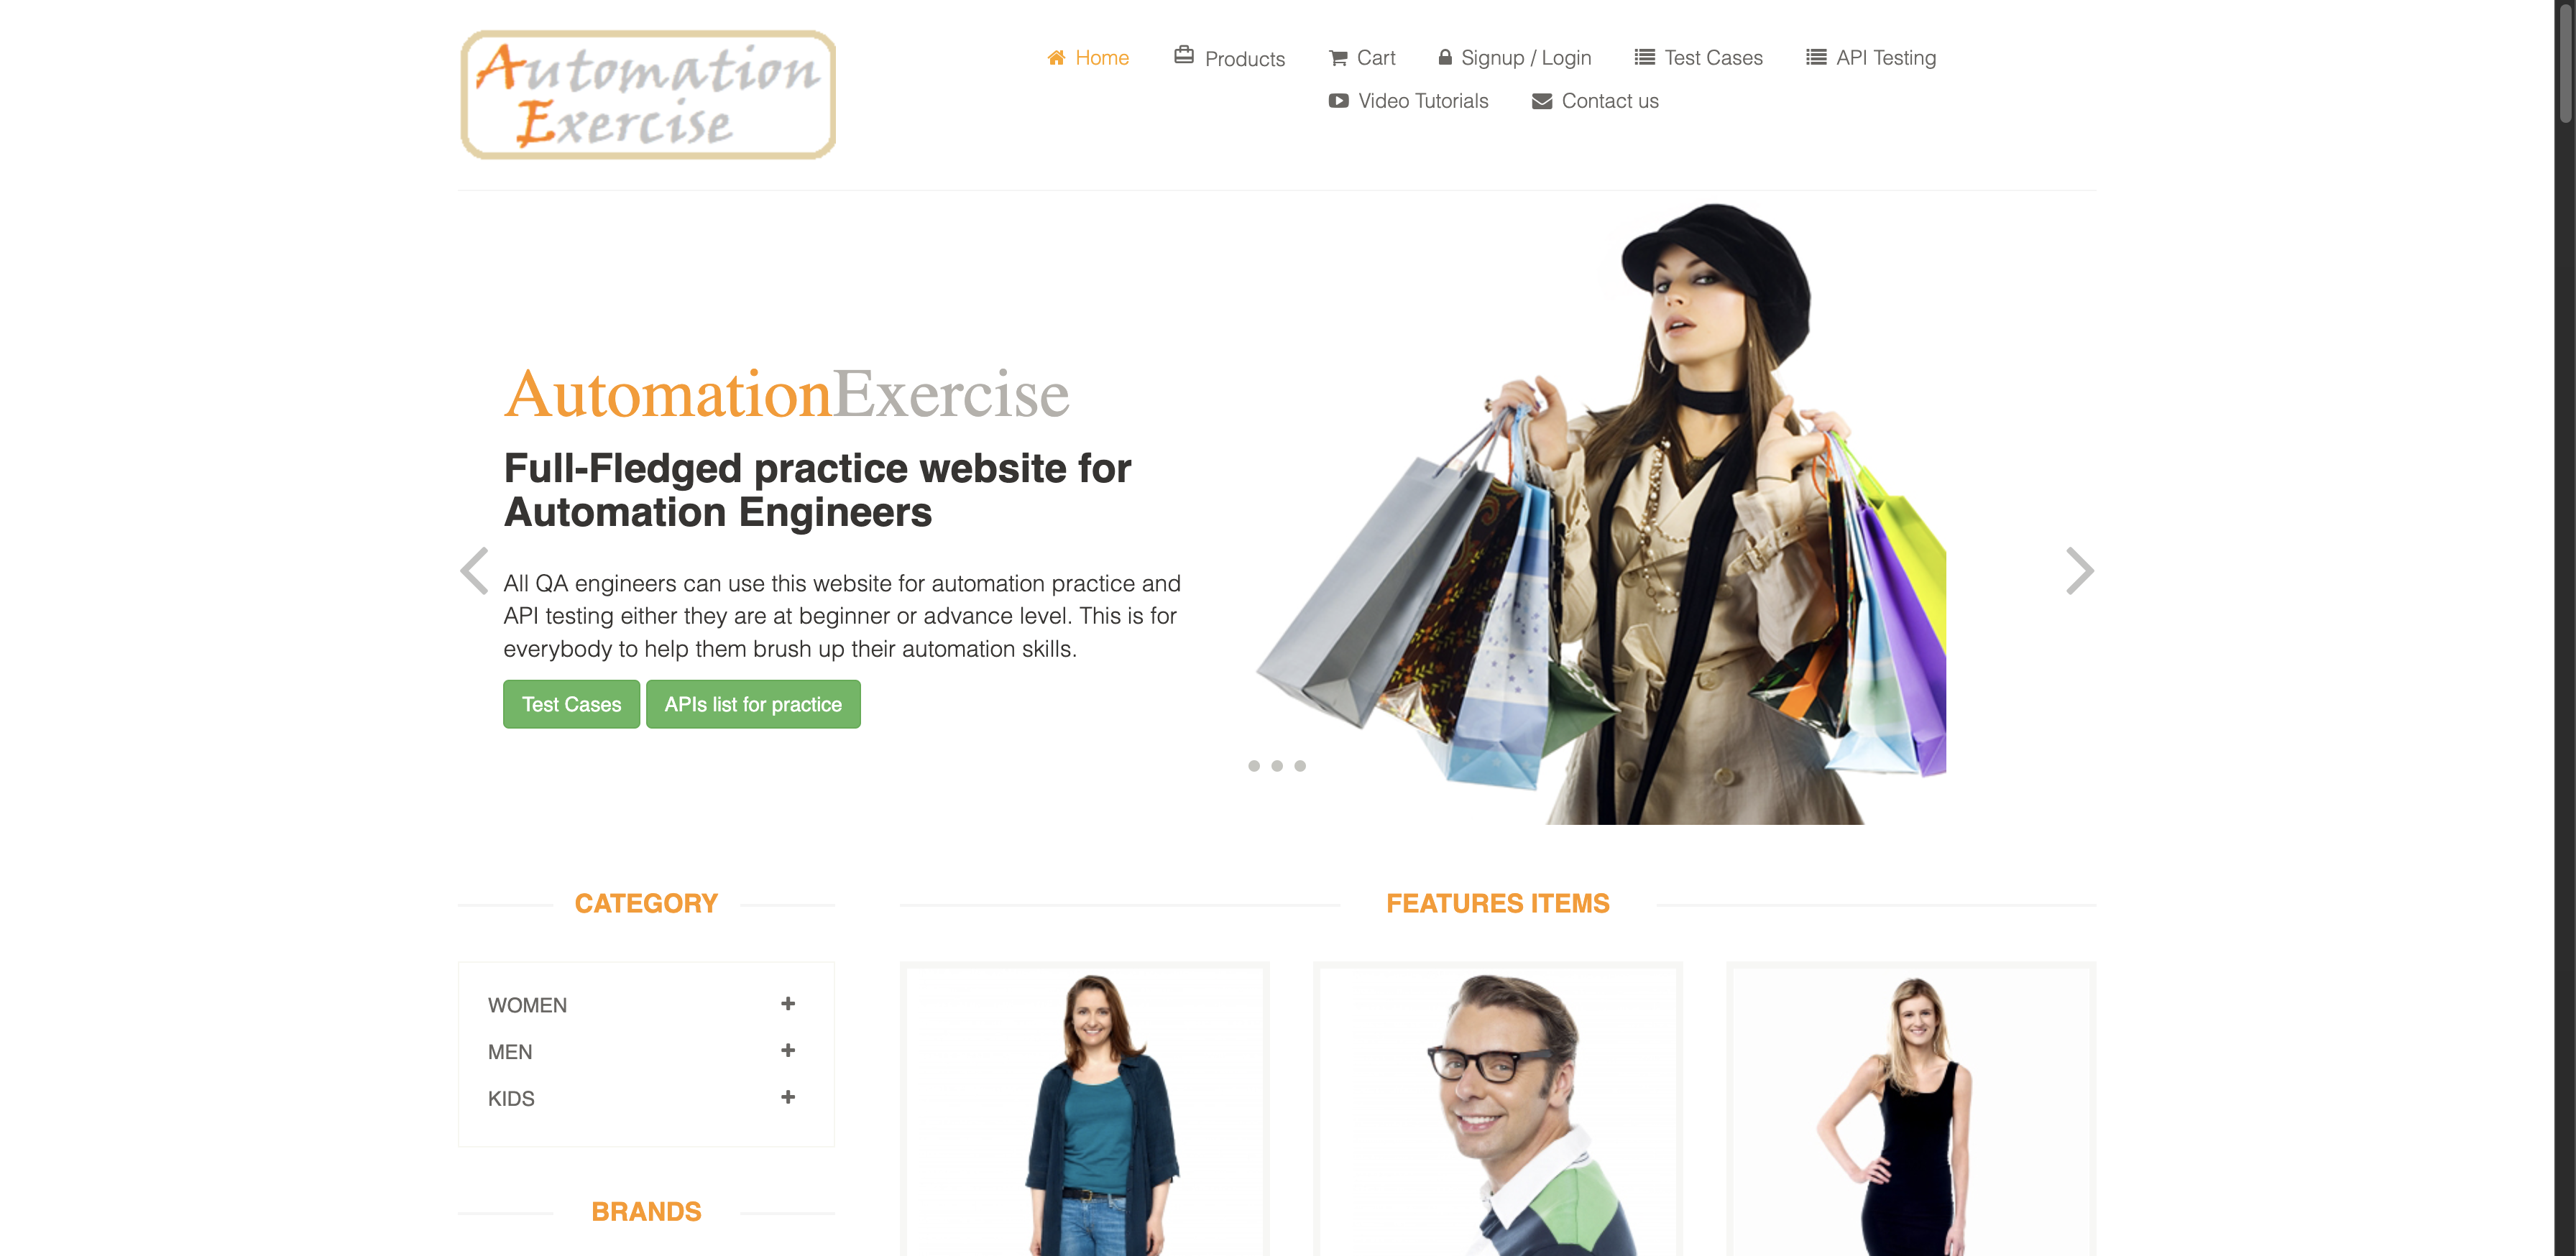 Automation
Exercise
Home
Products
Cart
Signup / Login
Test Cases
API Testing
Video Tutorials
Contact us
AutomationExercise
Full-Fledged practice website for
Automation Engineers
All QA engineers can use this website for automation practice and
API testing either they are at beginner or advance level. This is for
everybody to help them brush up their automation skills.
Test Cases
APIs list for practice
CATEGORY
WOMEN
MEN
KIDS
BRANDS
FEATURES ITEMS